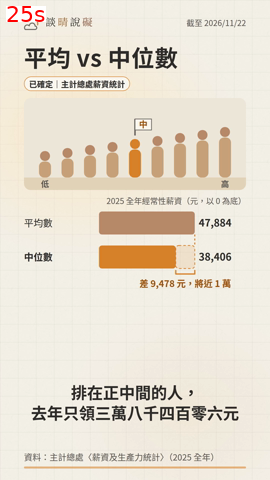 25s
談晴說礙
截至 2026/11/22
平均 vs 中位數
已確定｜主計總處薪資統計
中
低
高
2025 全年經常性薪資（元，以 0 為底）
平均數
47,884
中位數
38,406
差 9,478 元，將近 1 萬
排在正中間的人，
去年只領三萬八千四百零六元
資料：主計總處〈薪資及生產力統計〉（2025 全年）